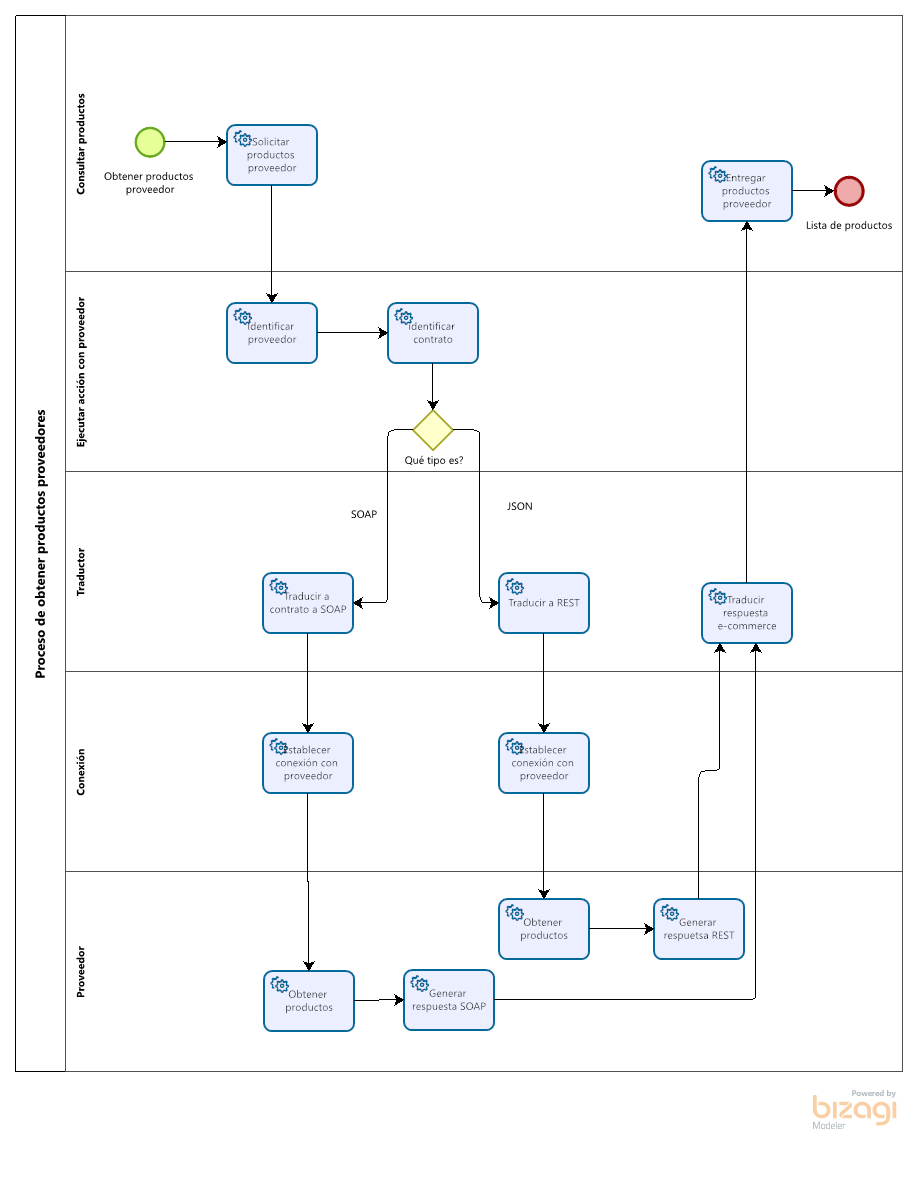 Proceso de obtener productos proveedores
Consultar productos
Obtener productos
proveedor
Solicitar
productos
proveedor
Entregar
productos
proveedor
Lista de productos
Ejecutar acción con proveedor
Identificar
proveedor
Identificar
contrato
Qué tipo es?
Traductor
SOAP
JSON
Traducir a
contrato a SOAP
Traducir a REST
Traducir
respuesta
e-commerce
Conexión
Establecer
conexión con
proveedor
Establecer
conexión con
proveedor
Proveedor
Obtener
productos
Generar
respuetsa REST
Obtener
productos
Generar
respuesta SOAP
Powered by
bizagi
Modeler